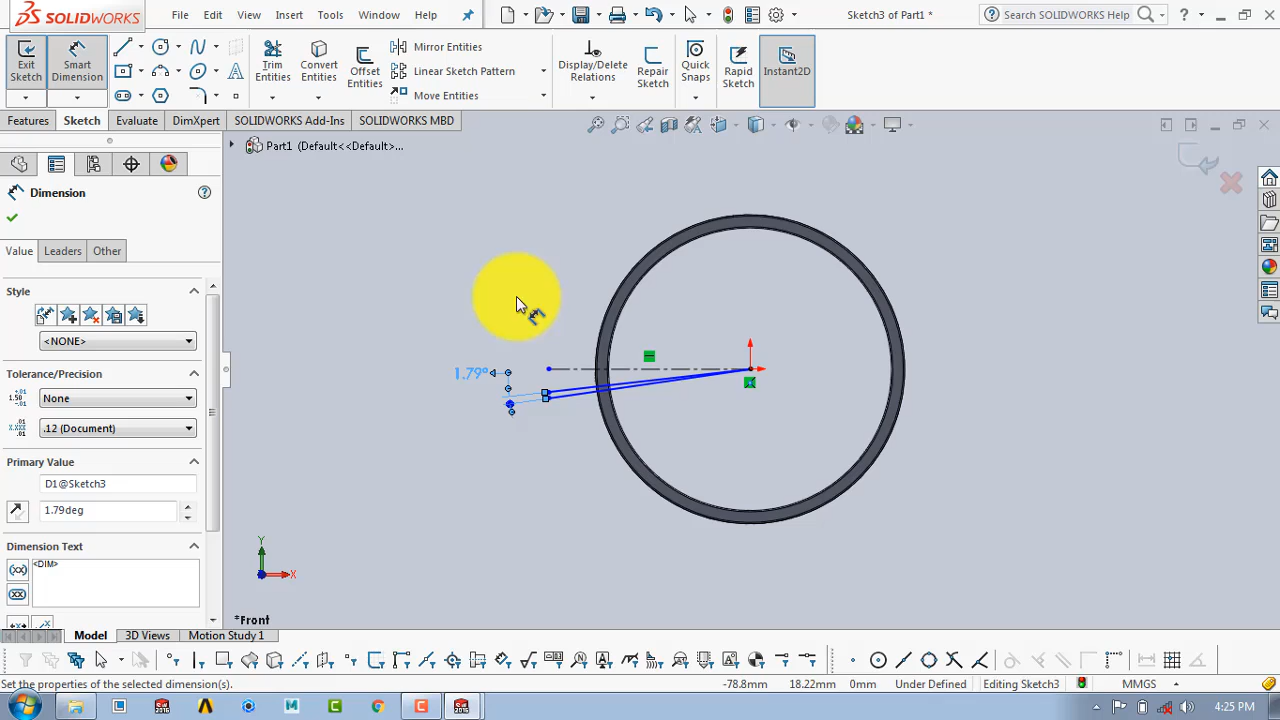 SOLIDWORKS File Edit View Insert Tools Window Help Sketch3 of Part1 * Search SOLIDWORKS Help
Exit Sketch Smart Dimension Trim Entities Convert Entities Offset Entities Mirror Entities Linear Sketch Pattern Move Entities Display/Delete Relations Repair Sketch Quick Snaps Rapid Sketch Instant2D
Features Sketch Evaluate DimXpert SOLIDWORKS Add-Ins SOLIDWORKS MBD
Part1 (Default<<Default>...
Dimension
Value Leaders Other
Style
<NONE>
Tolerance/Precision
None
1.79°
.12 (Document)
Primary Value
D1@Sketch3
1.79deg
Dimension Text
<DIM>
Y
X
*Front
Model 3D Views Motion Study 1
Set the properties of the selected dimension(s). -78.8mm 18.22mm 0mm Under Defined Editing Sketch3 MMGS
4:25 PM